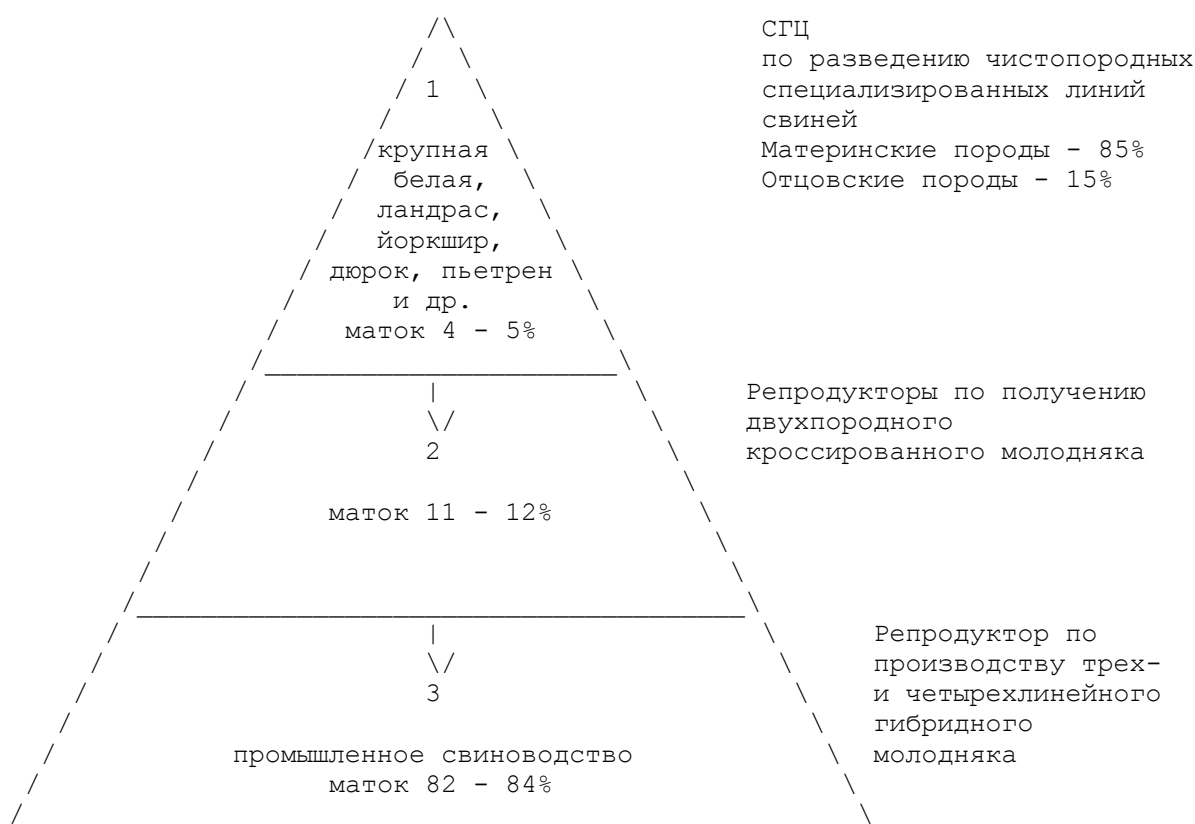 СГЦ
по разведению чистопородных
специализированных линий
свиней
Материнские породы - 85%
Отцовские породы - 15%
1
крупная
белая,
ландрас,
йоркшир,
дюрок, пьетрен
и др.
маток 4 - 5%
Репродукторы по получению
двухпородного
кроссированного молодняка
2
маток 11 - 12%
Репродуктор по
производству трех-
и четырехлинейного
гибридного
молодняка
3
промышленное свиноводство
маток 82 - 84%